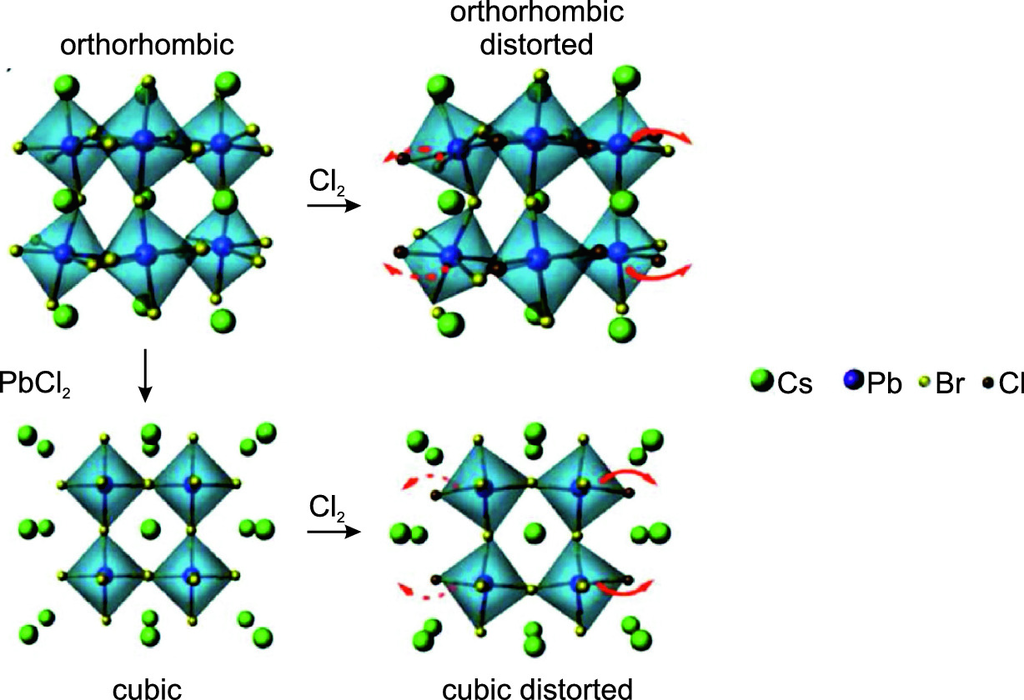 orthorhombic
orthorhombic
distorted
Cl₂
PbCl₂
Cs Pb Br Cl
Cl₂
cubic
cubic distorted